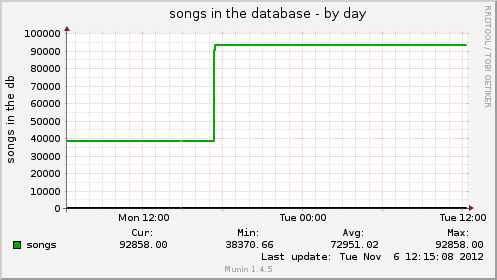 songs in the database - by day
RRDTOOL / TOBI OETIKER
songs in the db
100000
90000
80000
70000
60000
50000
40000
30000
20000
10000
0
Mon 12:00 Tue 00:00 Tue 12:00
Cur: Min: Avg: Max:
songs 92858.00 38370.66 72951.02 92858.00
Last update: Tue Nov 6 12:15:08 2012
Munin 1.4.5